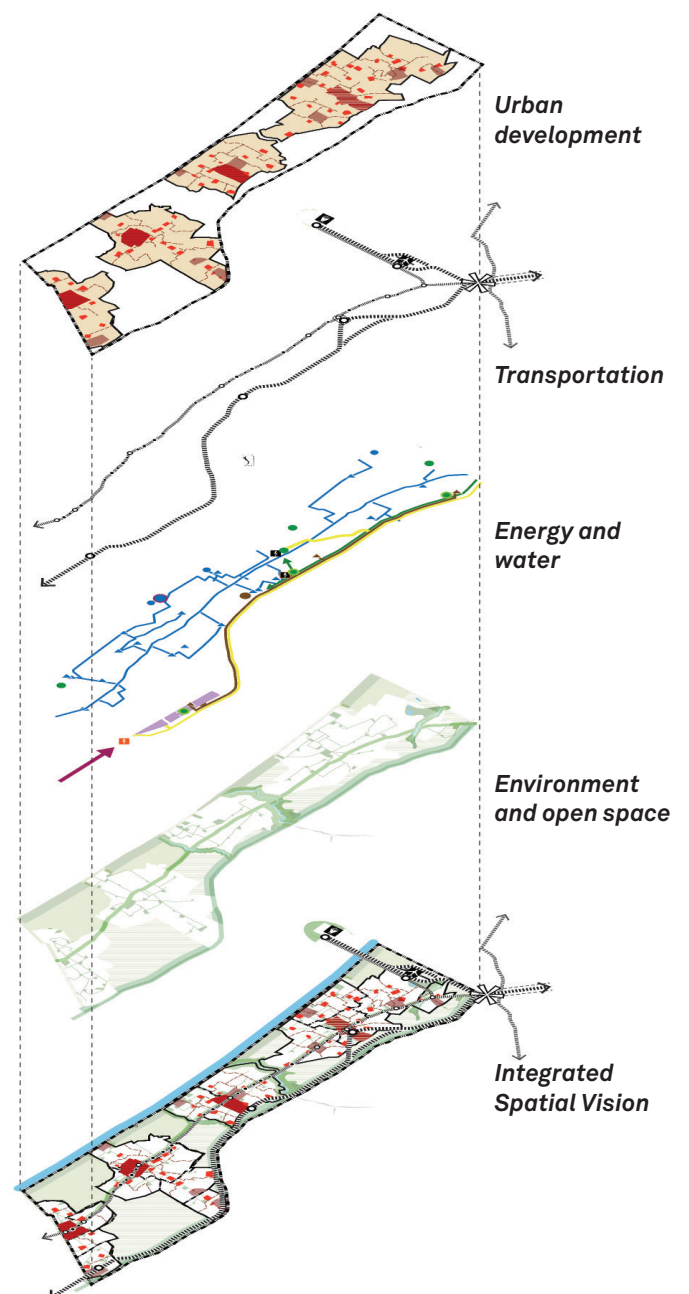 Urban
development
Transportation
Energy and
water
Environment
and open space
Integrated
Spatial Vision